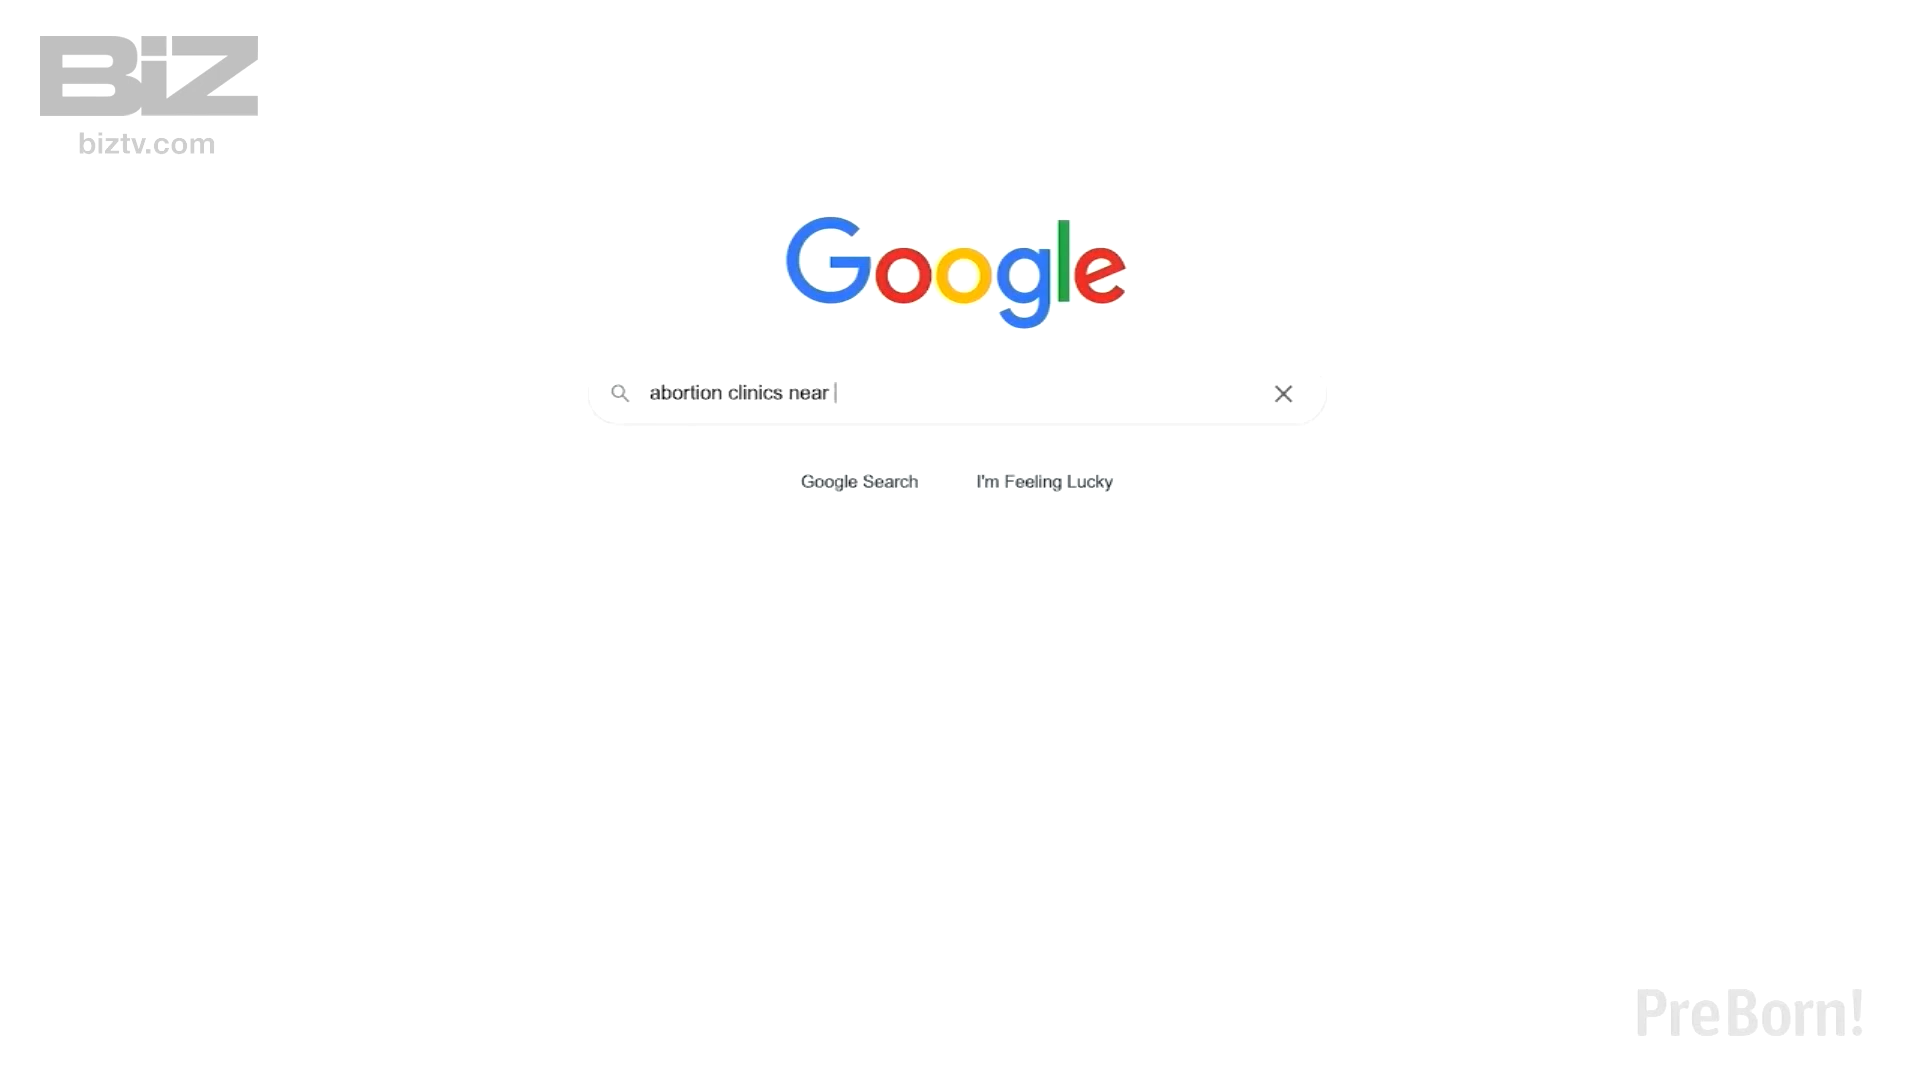 BiZ
biztv.com
Google
abortion clinics near
Google Search
I'm Feeling Lucky
PreBorn!